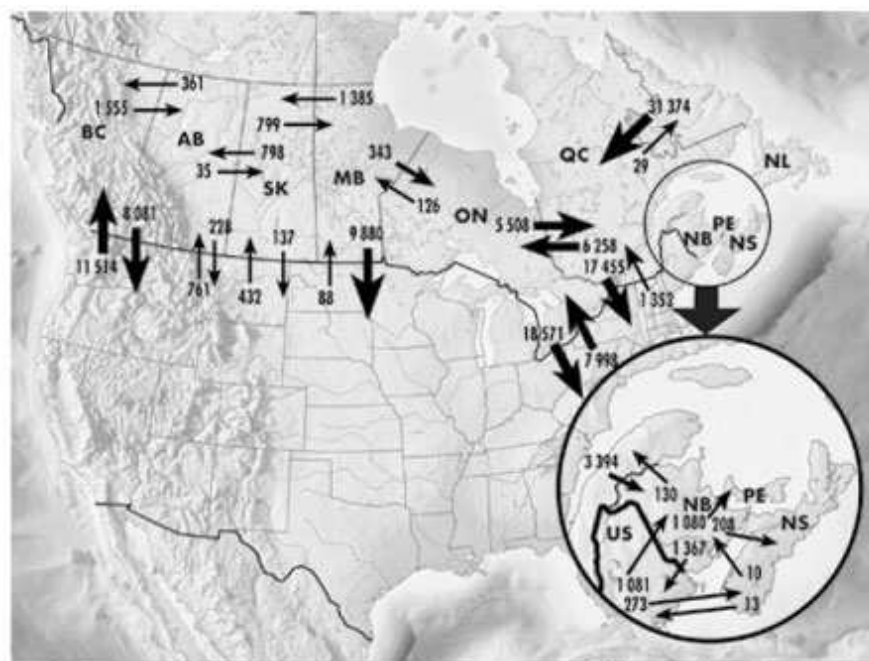 361
1 555
1 385
799
BC
AB
798
35
SK
MB
343
126
ON
QC
31 374
29
NL
5 508
6 258
17 455
1 352
PE
NB
NS
8 081
11 514
228
761
137
432
88
9 880
18 571
7 998
3 394
130
NB
PE
NS
1 080
208
US
1 367
1 081
10
273
13